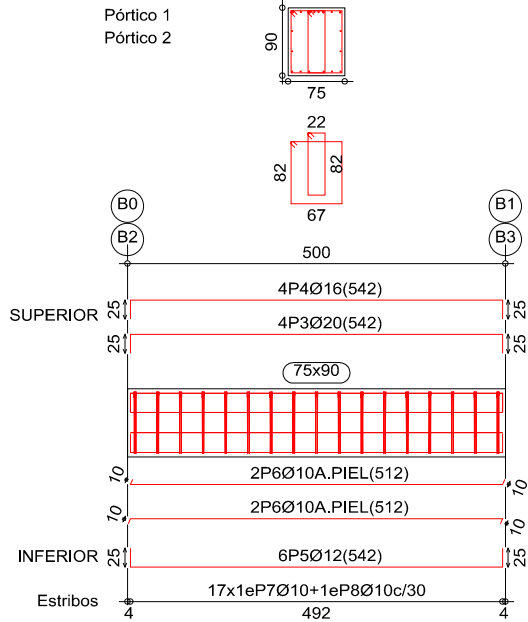 Pórtico 1
Pórtico 2
90
75
22
82
82
67
B0
B1
B2
B3
500
4P4Ø16(542)
25
25
SUPERIOR
4P3Ø20(542)
25
25
75x90
2P6Ø10A.PIEL(512)
10
10
2P6Ø10A.PIEL(512)
10
10
INFERIOR
25
6P5Ø12(542)
25
Estribos
17x1eP7Ø10+1eP8Ø10c/30
4
492
4